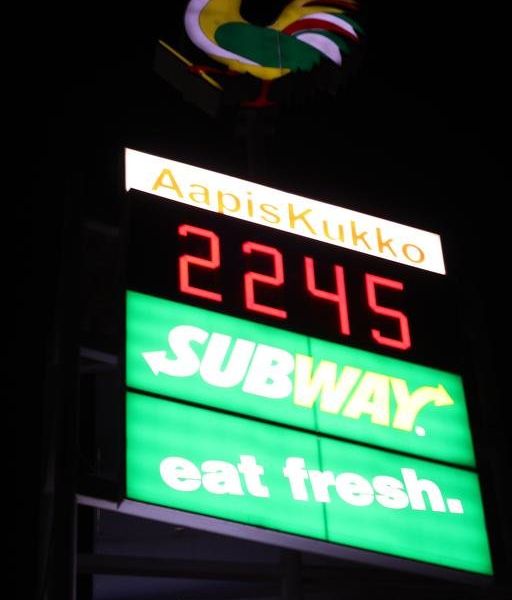 AapisKukko
2245
SUBWAY.
eat fresh.